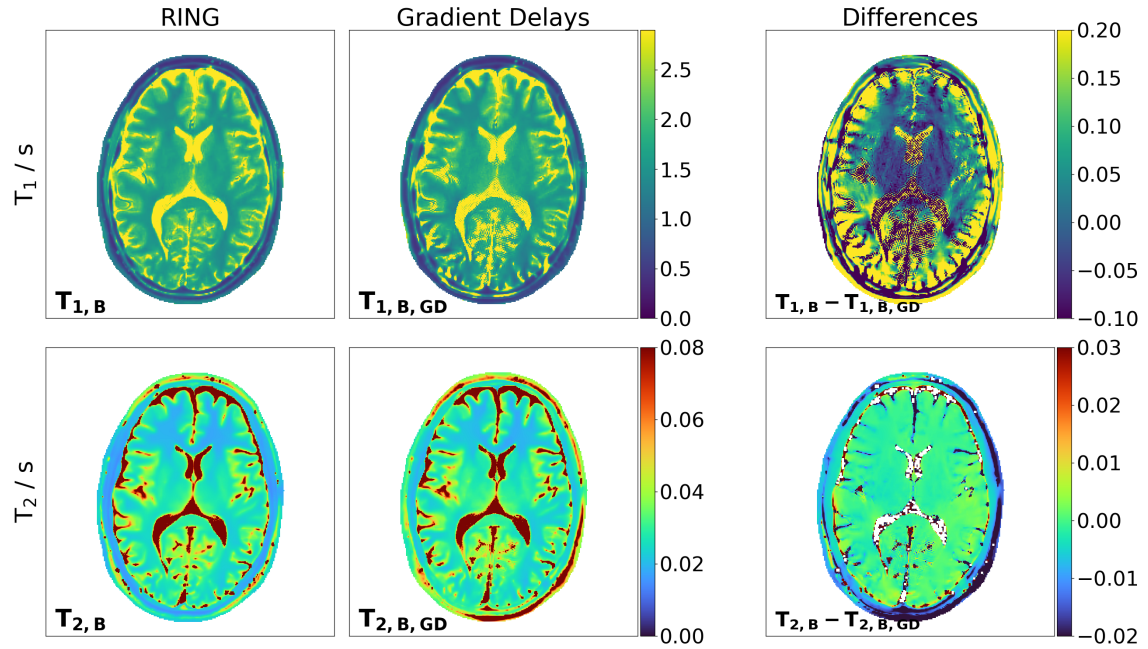 RING Gradient Delays Differences
T₁ / s
T₁,B
T₁,B,GD
2.5
2.0
1.5
1.0
0.5
0.0
T₁,B − T₁,B,GD
0.20
0.15
0.10
0.05
0.00
−0.05
−0.10
T₂ / s
T₂,B
T₂,B,GD
0.08
0.06
0.04
0.02
0.00
T₂,B − T₂,B,GD
0.03
0.02
0.01
0.00
−0.01
−0.02